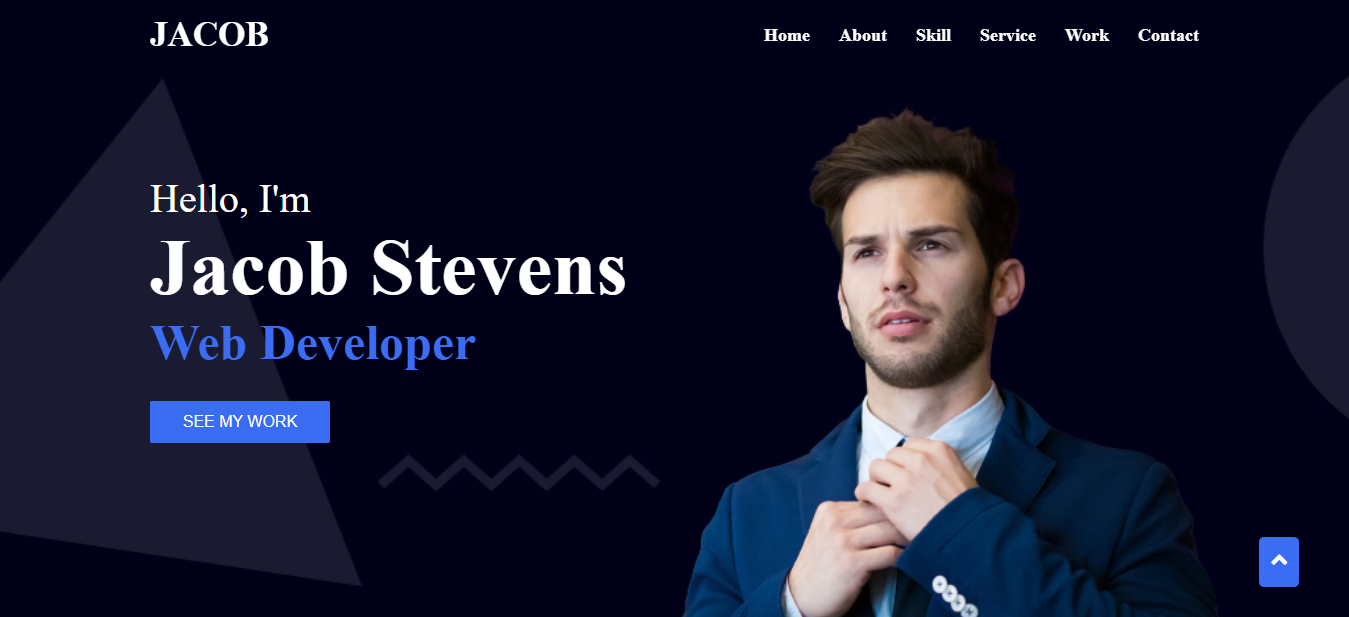 JACOB
Home About Skill Service Work Contact
Hello, I'm
Jacob Stevens
Web Developer
SEE MY WORK